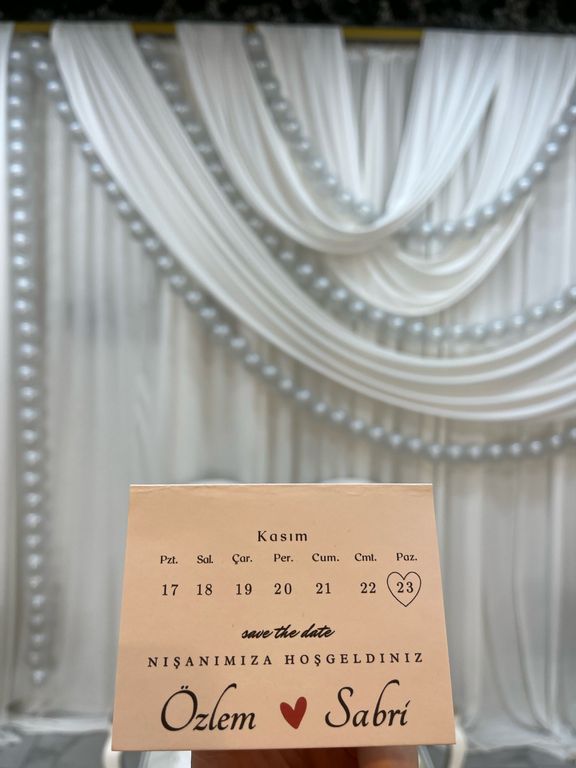 Kasım
Pzt. Sal. Çar. Per. Cum. Cmt. Paz.
17 18 19 20 21 22 23
save the date
NIŞANIMIZA HOŞGELDINIZ
Özlem Sabri